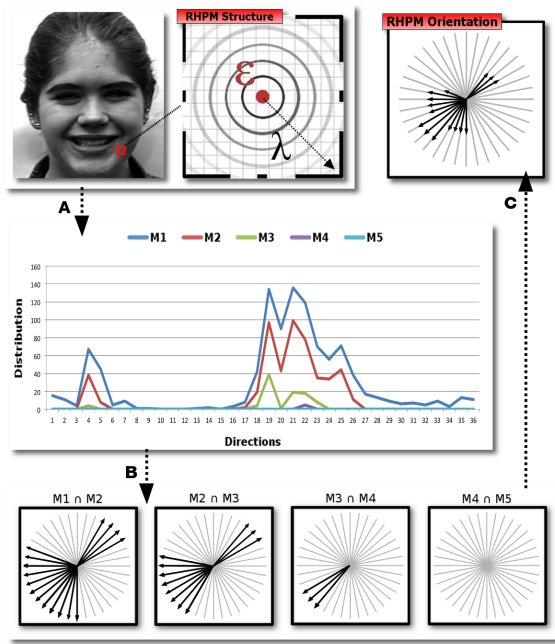 RHPM Structure
RHPM Orientation
ε
λ
A
C
M1 M2 M3 M4 M5
Distribution
160
140
120
100
80
60
40
20
0
1 2 3 4 5 6 7 8 9 10 11 12 13 14 15 16 17 18 19 20 21 22 23 24 25 26 27 28 29 30 31 32 33 34 35 36
Directions
B
M1 ∩ M2
M2 ∩ M3
M3 ∩ M4
M4 ∩ M5